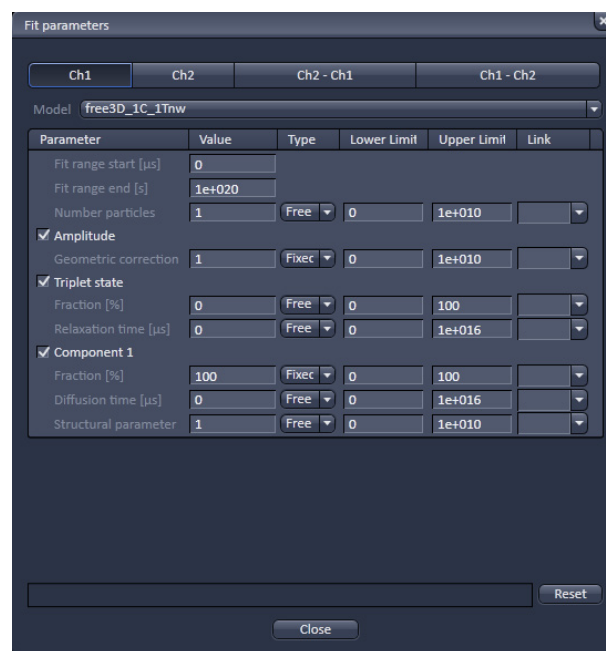 Fit parameters
Ch1 Ch2 Ch2 - Ch1 Ch1 - Ch2
Model free3D_1C_1Tnw
Parameter Value Type Lower Limit Upper Limit Link
Fit range start [µs] 0
Fit range end [s] 1e+020
Number particles 1 Free 0 1e+010
Amplitude
Geometric correction 1 Fixec 0 1e+010
Triplet state
Fraction [%] 0 Free 0 100
Relaxation time [µs] 0 Free 0 1e+016
Component 1
Fraction [%] 100 Fixec 0 100
Diffusion time [µs] 0 Free 0 1e+016
Structural parameter 1 Free 0 1e+010
Reset
Close